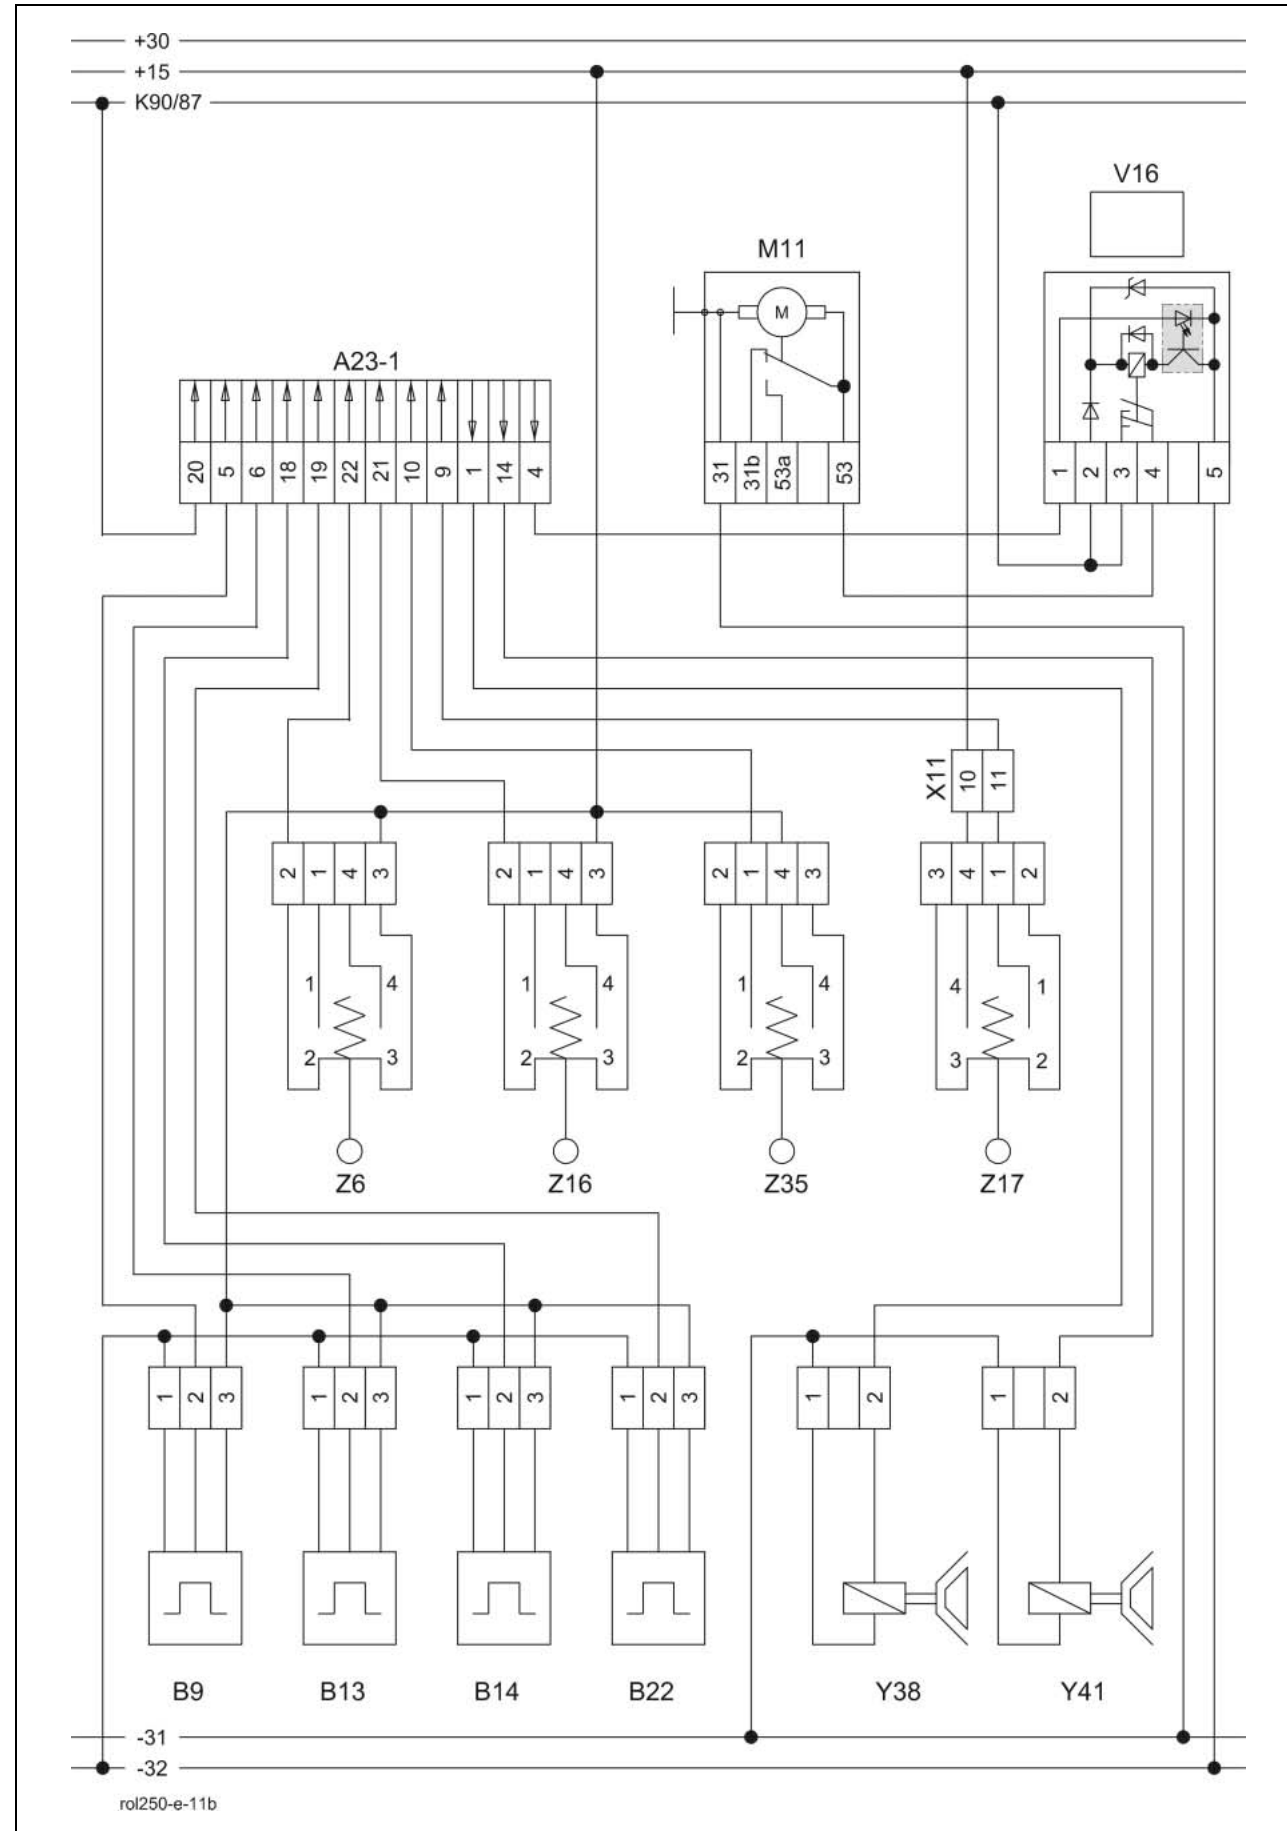 +30
+15
K90/87
V16
M11
A23-1
M
20 5 6 18 19 22 21 10 9 1 14 4
31 31b 53a 53
1 2 3 4 5
X11 10 11
2 1 4 3
2 1 4 3
2 1 4 3
3 4 1 2
1 4
1 4
1 4
4 1
2 3
2 3
2 3
3 2
Z6 Z16 Z35 Z17
1 2 3
1 2 3
1 2 3
1 2 3
1 2
1 2
B9 B13 B14 B22 Y38 Y41
-31
-32
rol250-e-11b